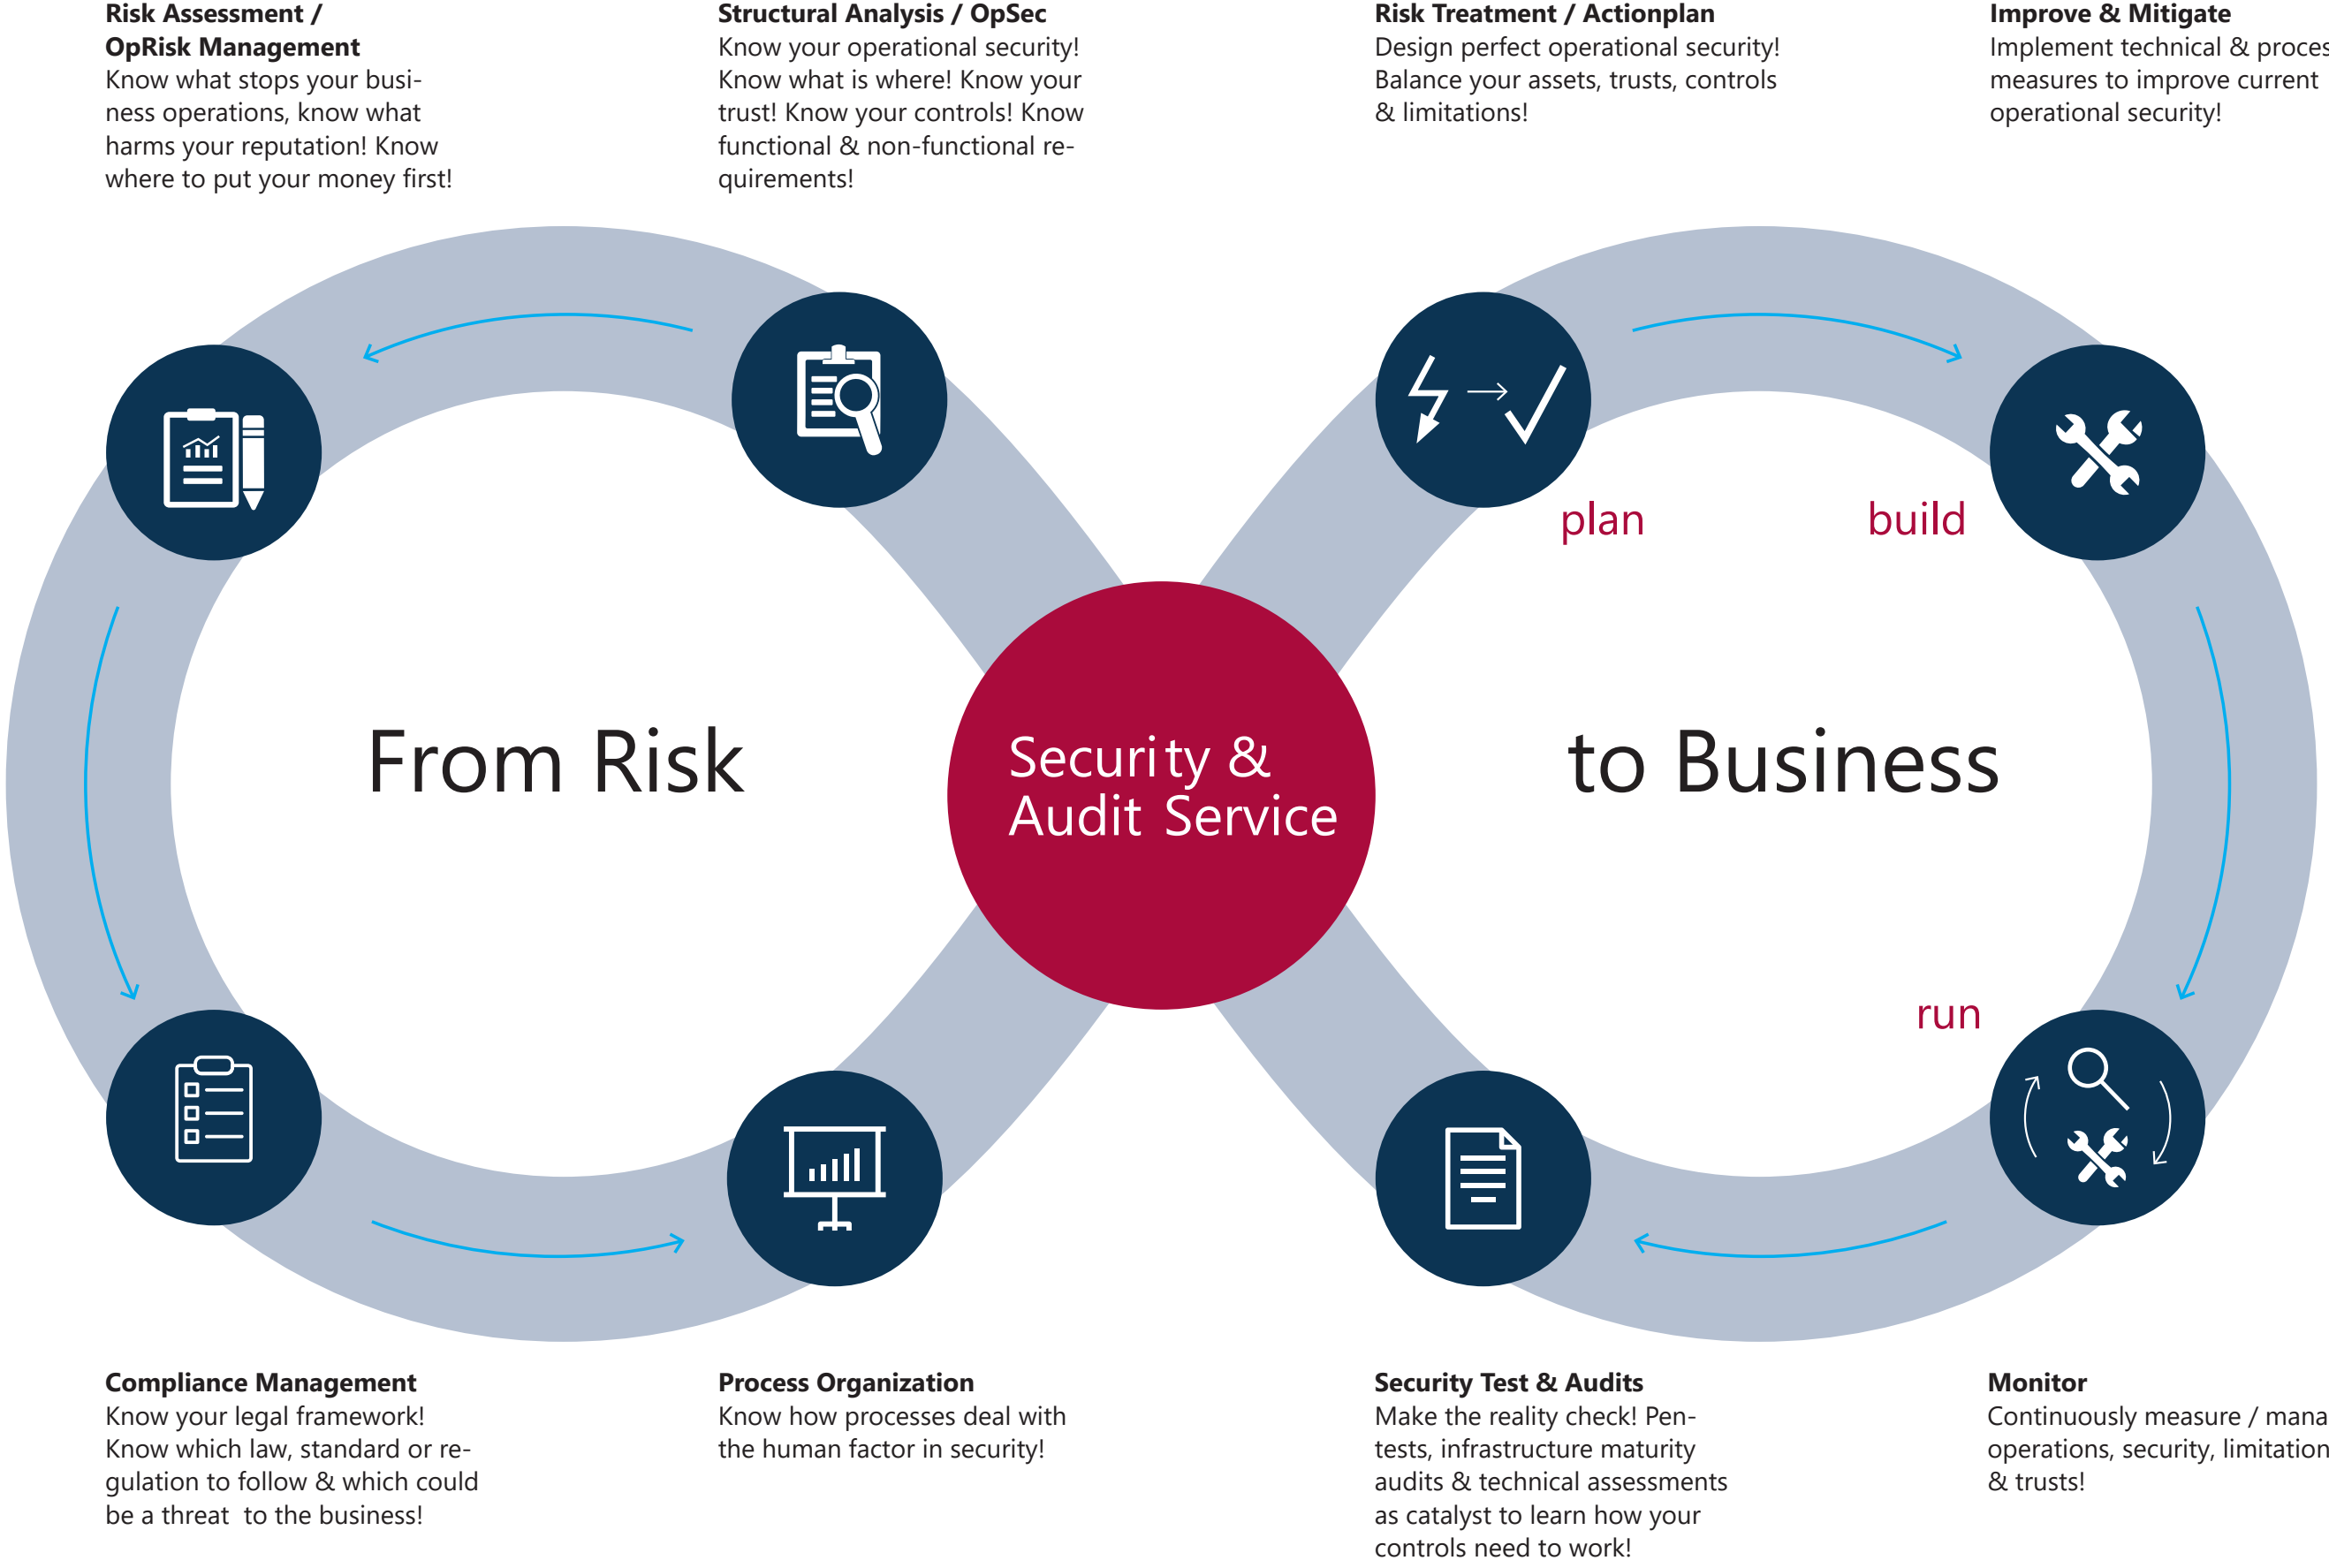 Risk Assessment /
OpRisk Management
Know what stops your busi-
ness operations, know what
harms your reputation! Know
where to put your money first!
Structural Analysis / OpSec
Know your operational security!
Know what is where! Know your
trust! Know your controls! Know
functional & non-functional re-
quirements!
Risk Treatment / Actionplan
Design perfect operational security!
Balance your assets, trusts, controls
& limitations!
Improve & Mitigate
Implement technical &
measures to improve current
operational security!
plan
build
From Risk
Security &
Audit Service
to Business
run
Compliance Management
Know your legal framework!
Know which law, standard or re-
gulation to follow & which could
be a threat to the business!
Process Organization
Know how processes deal with
the human factor in security!
Security Test & Audits
Make the reality check! Pen-
tests, infrastructure maturity
audits & technical assessments
as catalyst to learn how your
controls need to work!
Monitor
Continuously measure /
operations, security,
& trusts!